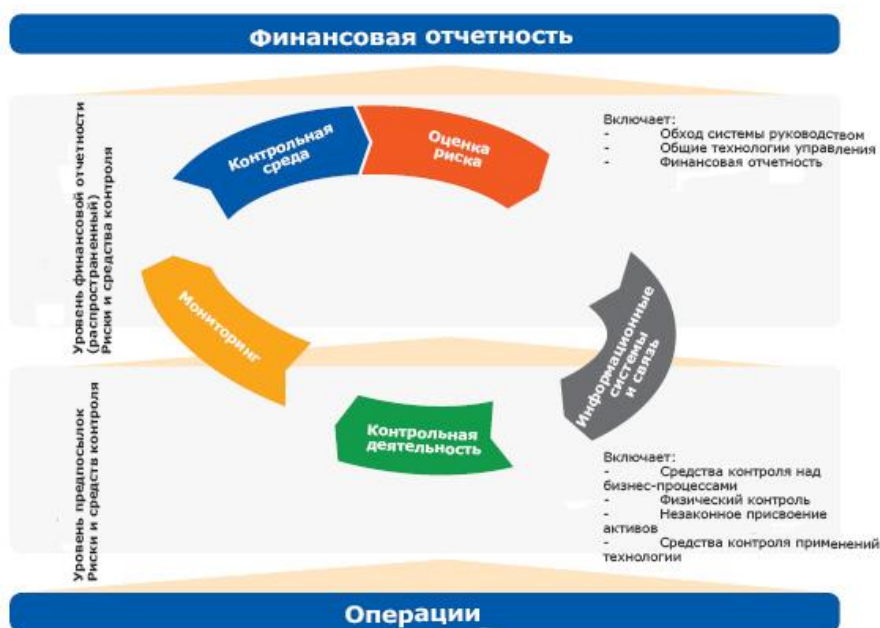 Финансовая отчетность
Уровень финансовой отчетности
(распространенный)
Риски и средства контроля
Контрольная
среда
Оценка
риска
Включает:
- Обход системы руководством
- Общие технологии управления
- Финансовая отчетность
Мониторинг
Информационные
системы
и связь
Контрольная
деятельность
Уровень предпосылок
Риски и средств контроля
Включает:
- Средства контроля над
бизнес-процессами
- Физический контроль
- Незаконное присвоение
активов
- Средства контроля применений
технологии
Операции